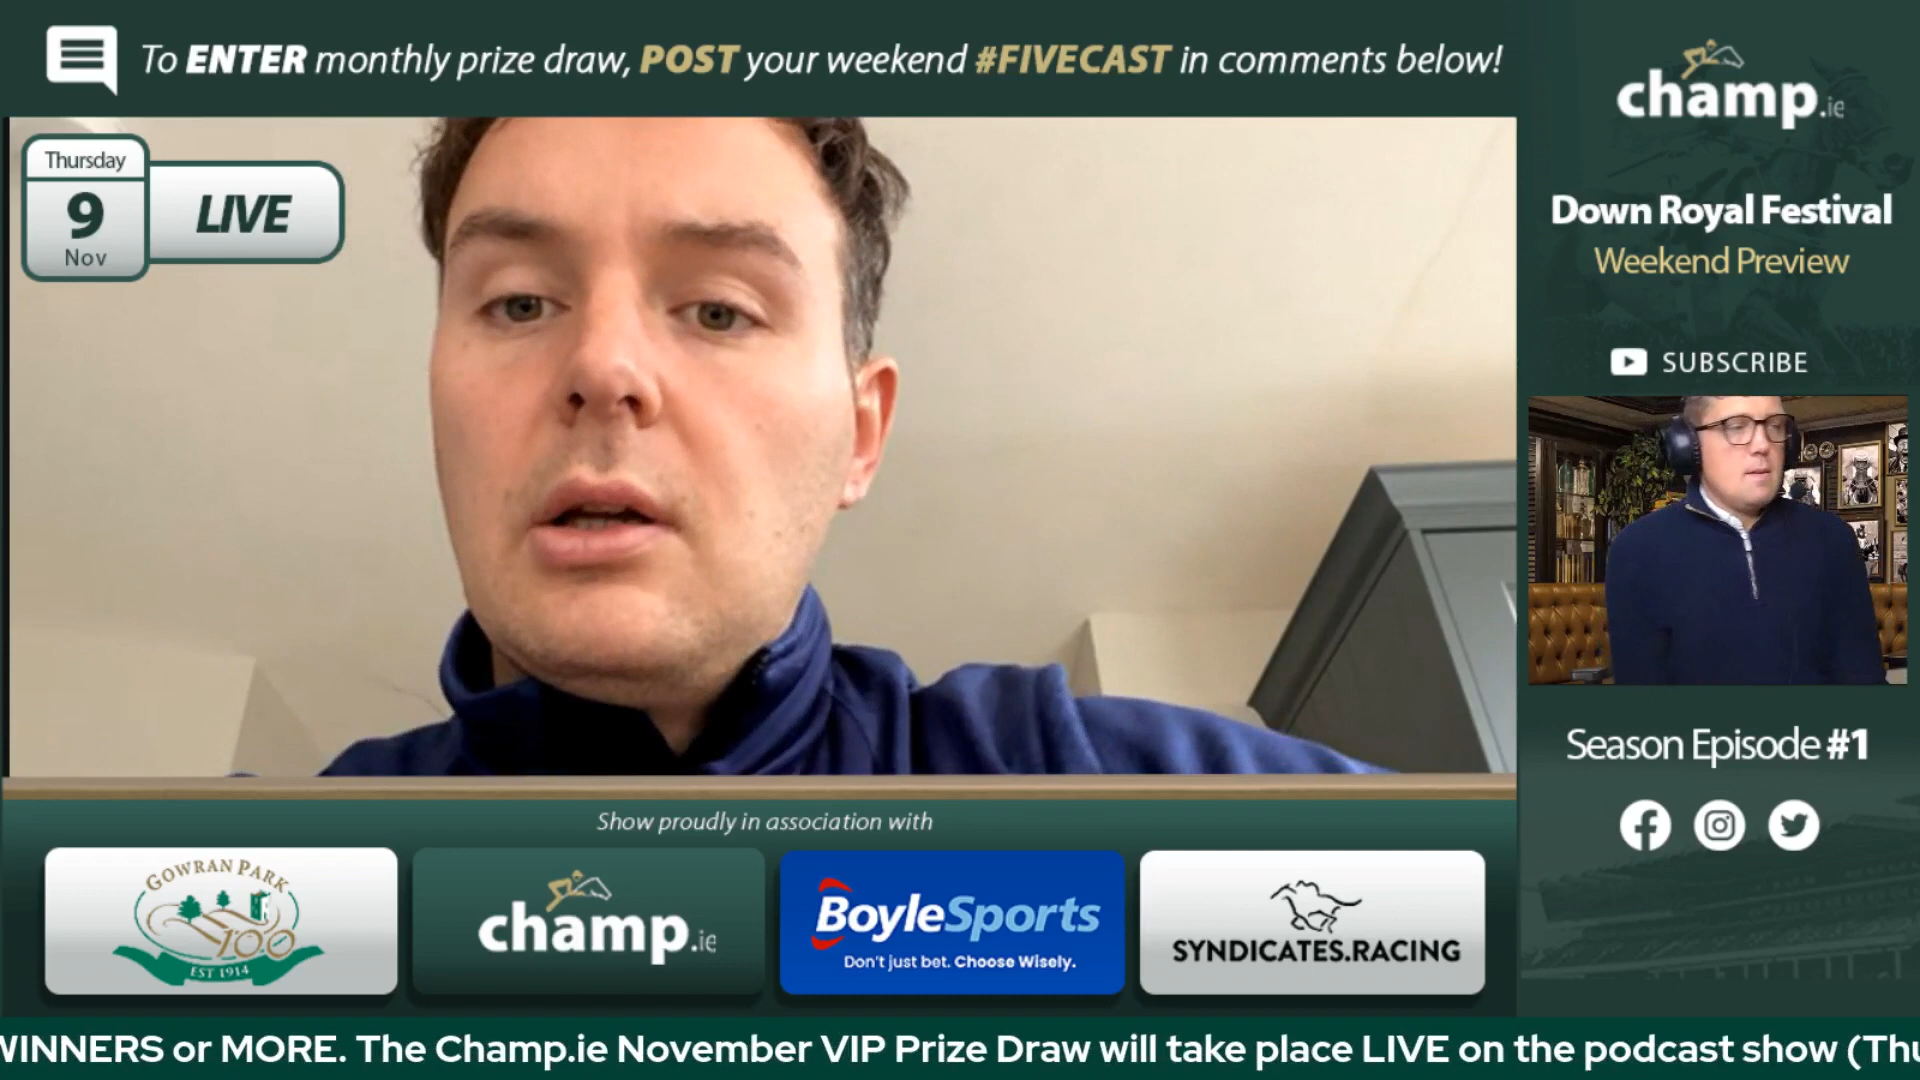 To ENTER monthly prize draw, POST your weekend #FIVECAST in comments below!
champ.ie
Thursday
9
Nov
LIVE
Down Royal Festival
Weekend Preview
SUBSCRIBE
Season Episode #1
Show proudly in association with
GOWRAN PARK
100
EST 1914
champ.ie
BoyleSports
Don't just bet. Choose Wisely.
SYNDICATES.RACING
WINNERS or MORE. The Champ.ie November VIP Prize Draw will take place LIVE on the podcast show (Thu